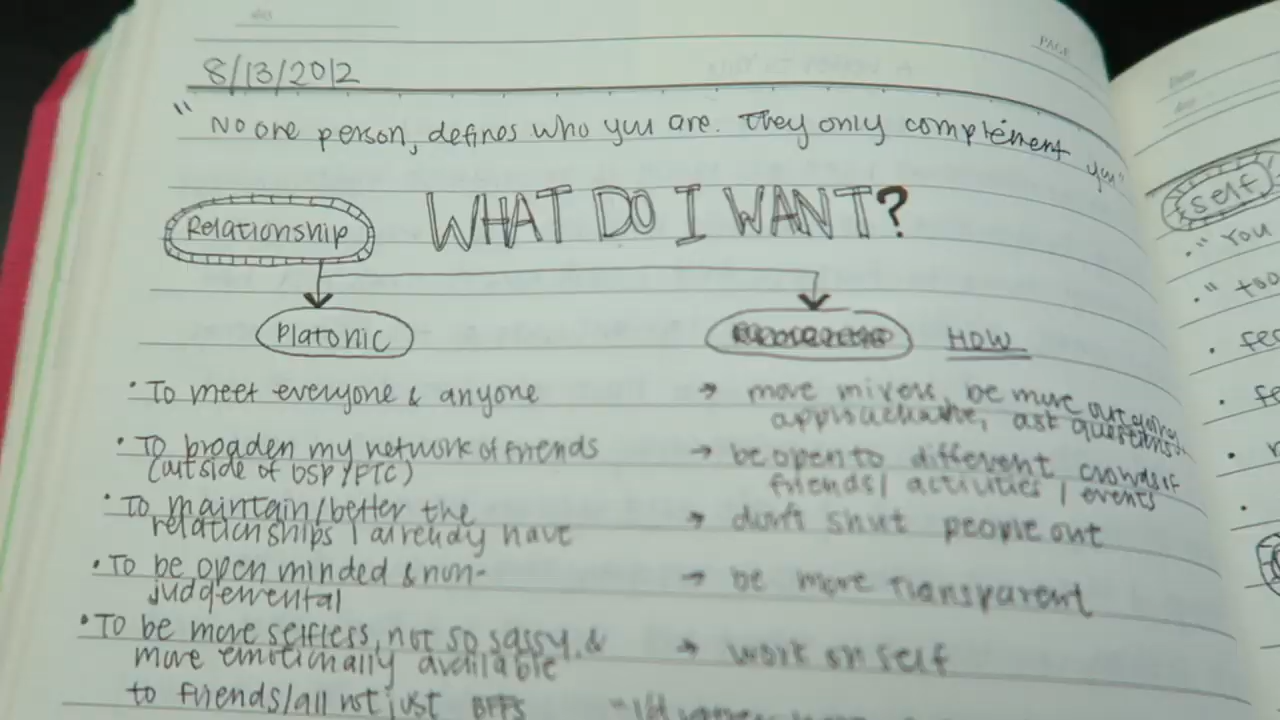 PAGE
8/13/2012
"No one person, defines who you are. They only complement you"
Relationship
WHAT DO I WANT?
Platonic
HOW
• To meet everyone & anyone
→ more mixers, be more outgoing,
approachable, ask questions
• To broaden my network of friends
(outside of DSP/PTC)
→ be open to different crowds of
friends/ activities / events
• To maintain/better the
relationships I already have
→ don't shut people out
• To be open minded & non-
judgemental
→ be more transparent
• To be more selfless, not so sassy, &
more emotionally available
to friends/all not just BFFS
→ work on self
self
• "You
• " too